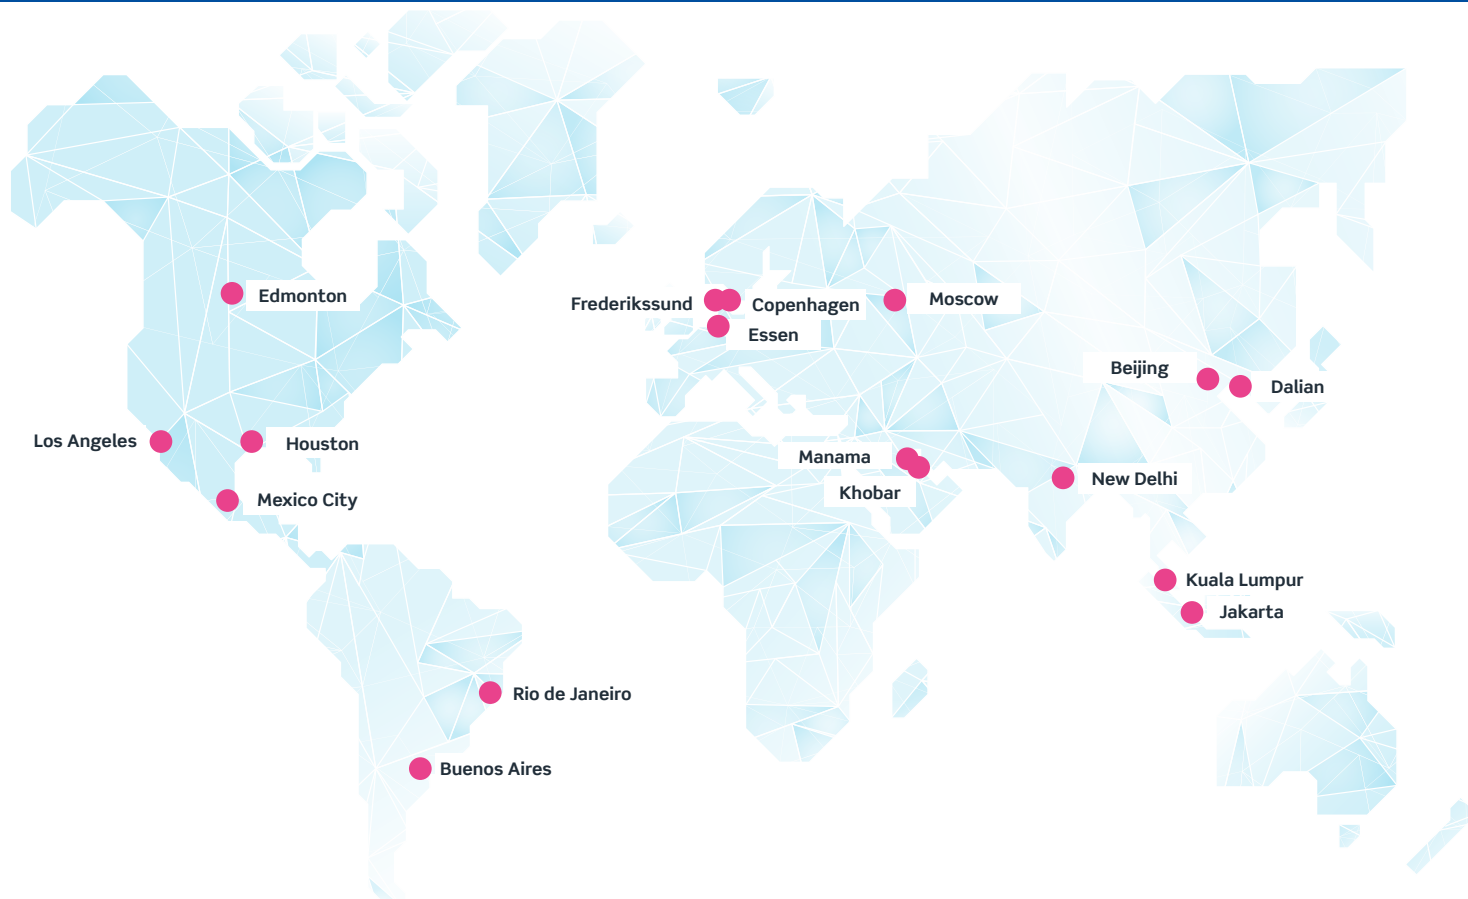 Edmonton
Frederikssund
Copenhagen
Moscow
Essen
Beijing
Dalian
Los Angeles
Houston
Manama
New Delhi
Khobar
Mexico City
Kuala Lumpur
Jakarta
Rio de Janeiro
Buenos Aires